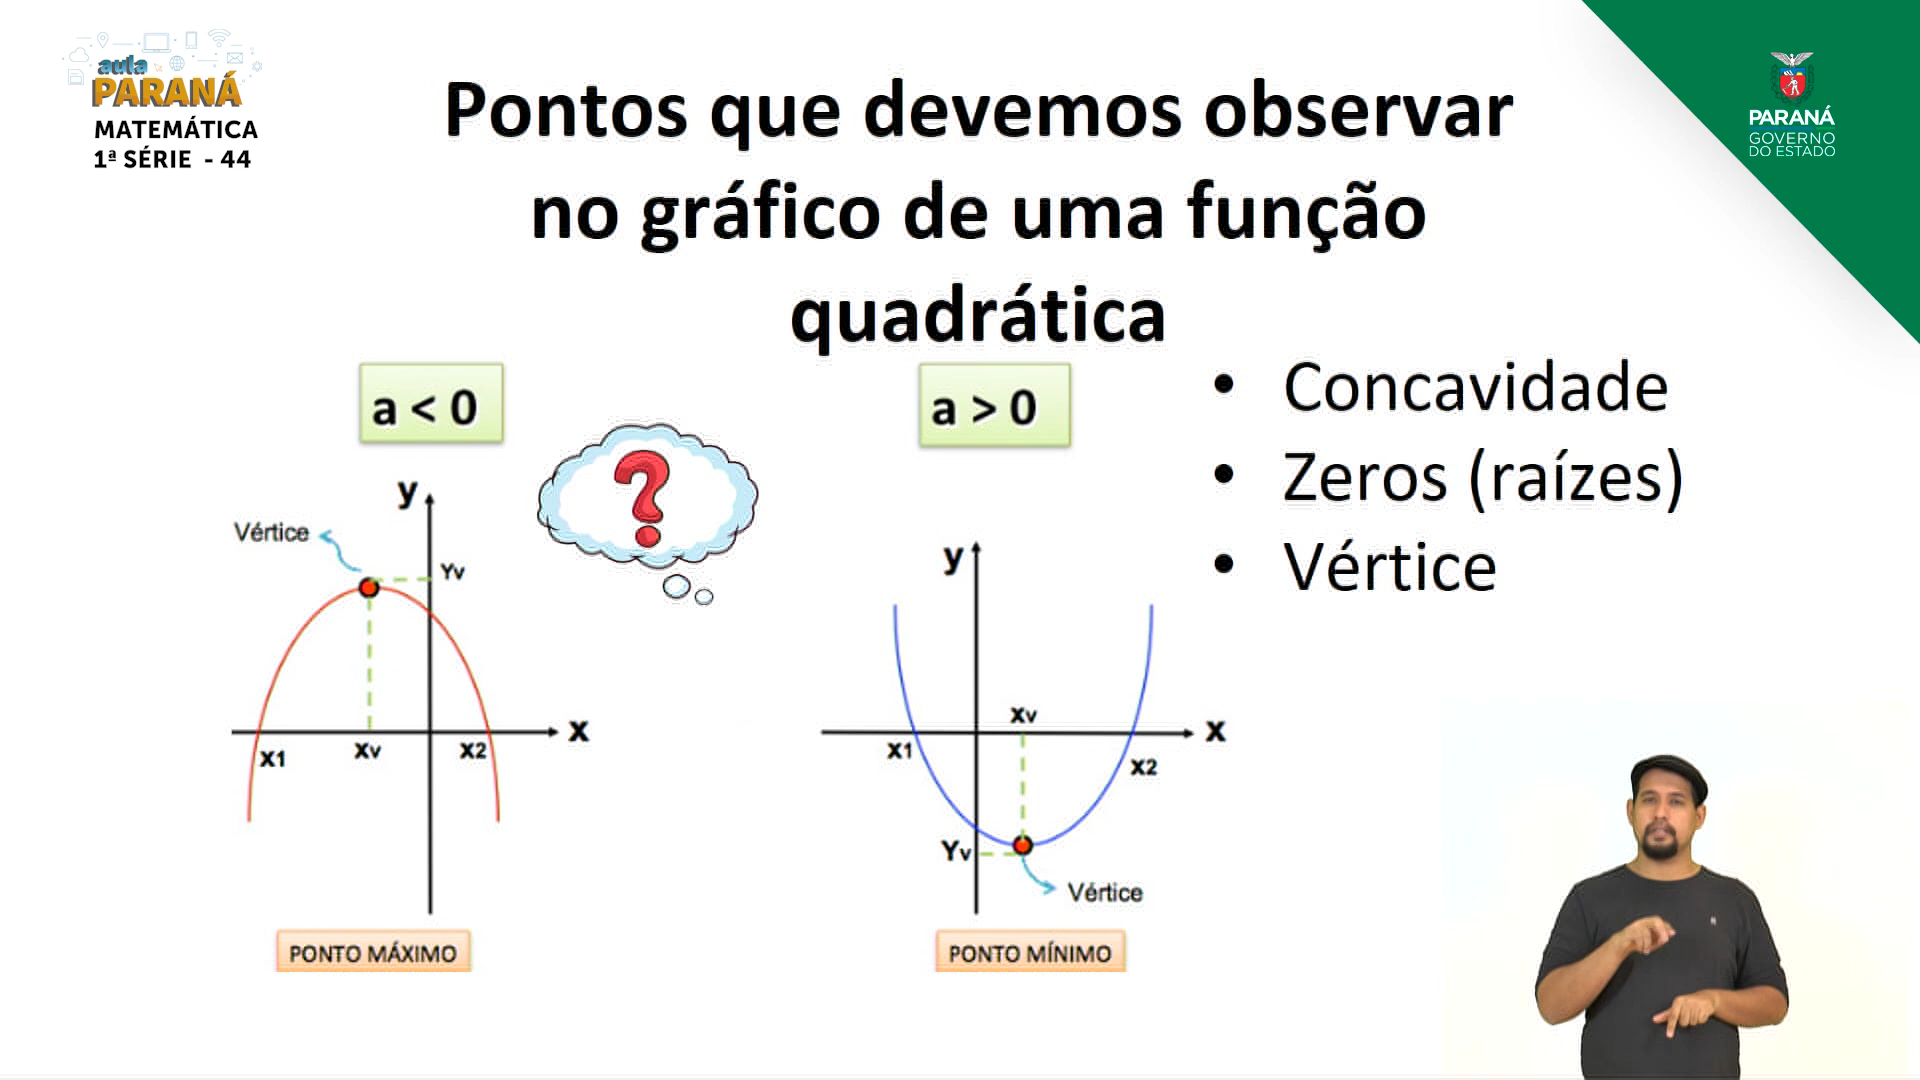 aula
PARANÁ
MATEMÁTICA
1ª SÉRIE - 44
Pontos que devemos observar
no gráfico de uma função
quadrática
PARANÁ
GOVERNO
DO ESTADO
a < 0
a > 0
• Concavidade
• Zeros (raízes)
• Vértice
?
y
Vértice
Yv
x
x1
xv
x2
PONTO MÁXIMO
y
xv
x
x1
x2
Yv
Vértice
PONTO MÍNIMO